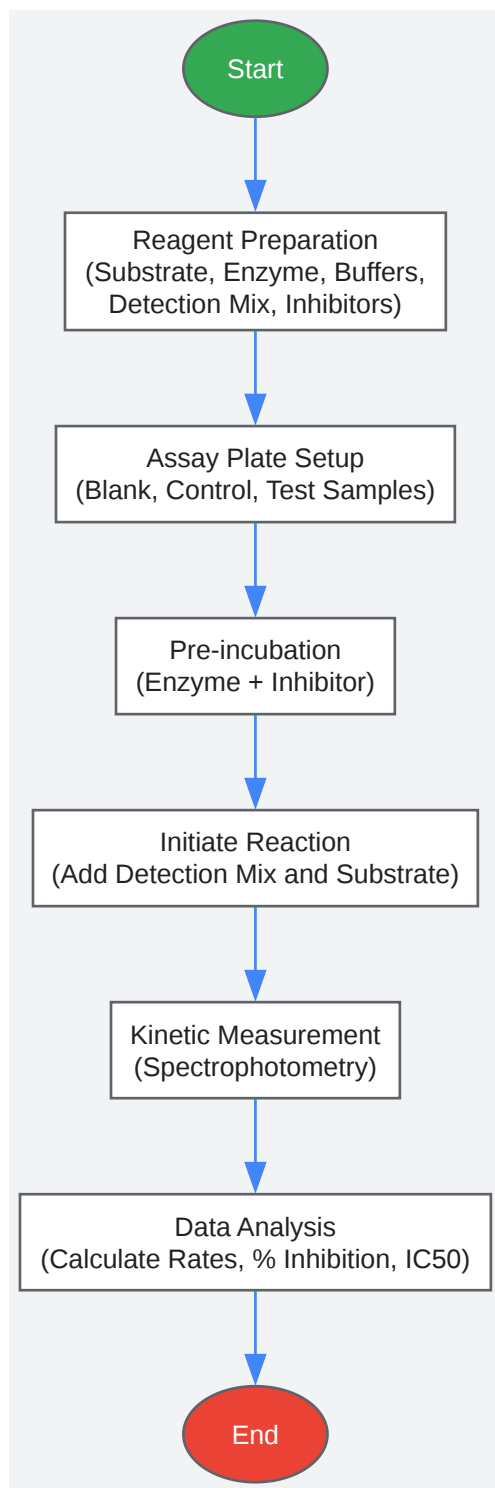 Start
Reagent Preparation
(Substrate, Enzyme, Buffers,
Detection Mix, Inhibitors)
Assay Plate Setup
(Blank, Control, Test Samples)
Pre-incubation
(Enzyme + Inhibitor)
Initiate Reaction
(Add Detection Mix and Substrate)
Kinetic Measurement
(Spectrophotometry)
Data Analysis
(Calculate Rates, % Inhibition, IC50)
End